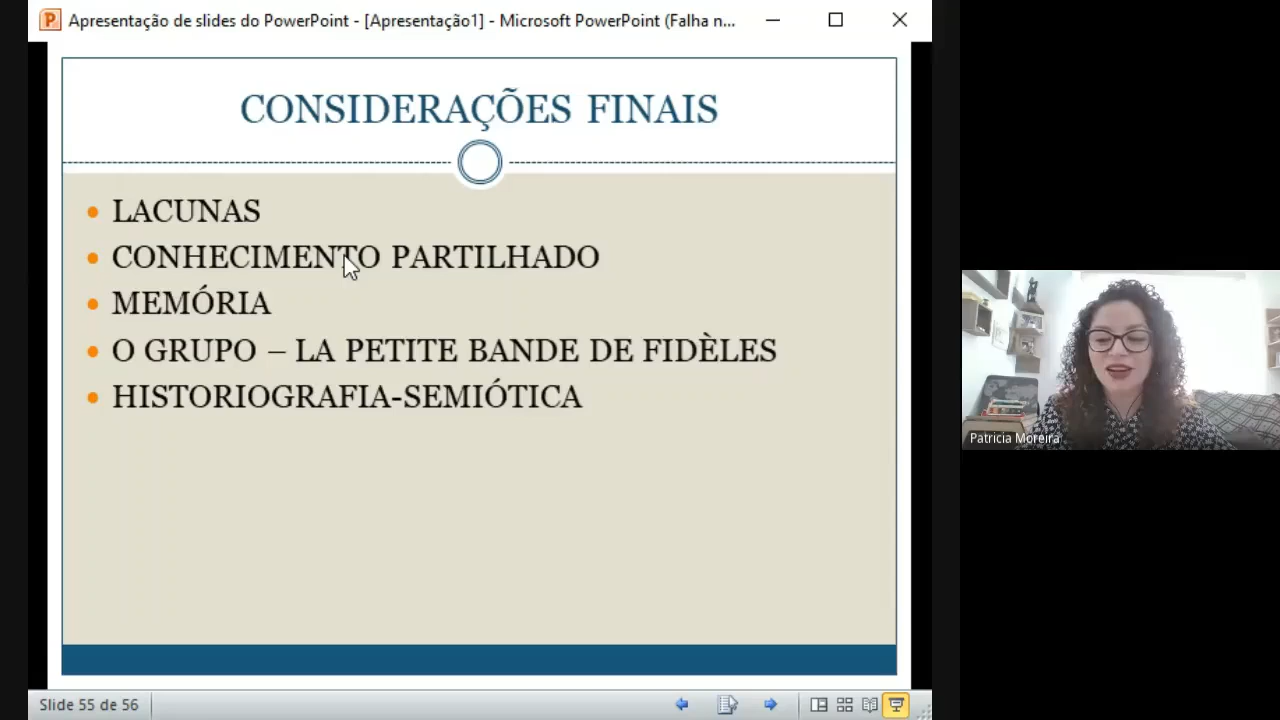 Apresentação de slides do PowerPoint - [Apresentação1] - Microsoft PowerPoint (Falha n...
CONSIDERAÇÕES FINAIS
LACUNAS
CONHECIMENTO PARTILHADO
MEMÓRIA
O GRUPO – LA PETITE BANDE DE FIDÈLES
HISTORIOGRAFIA-SEMIÓTICA
Patricia Moreira
Slide 55 de 56